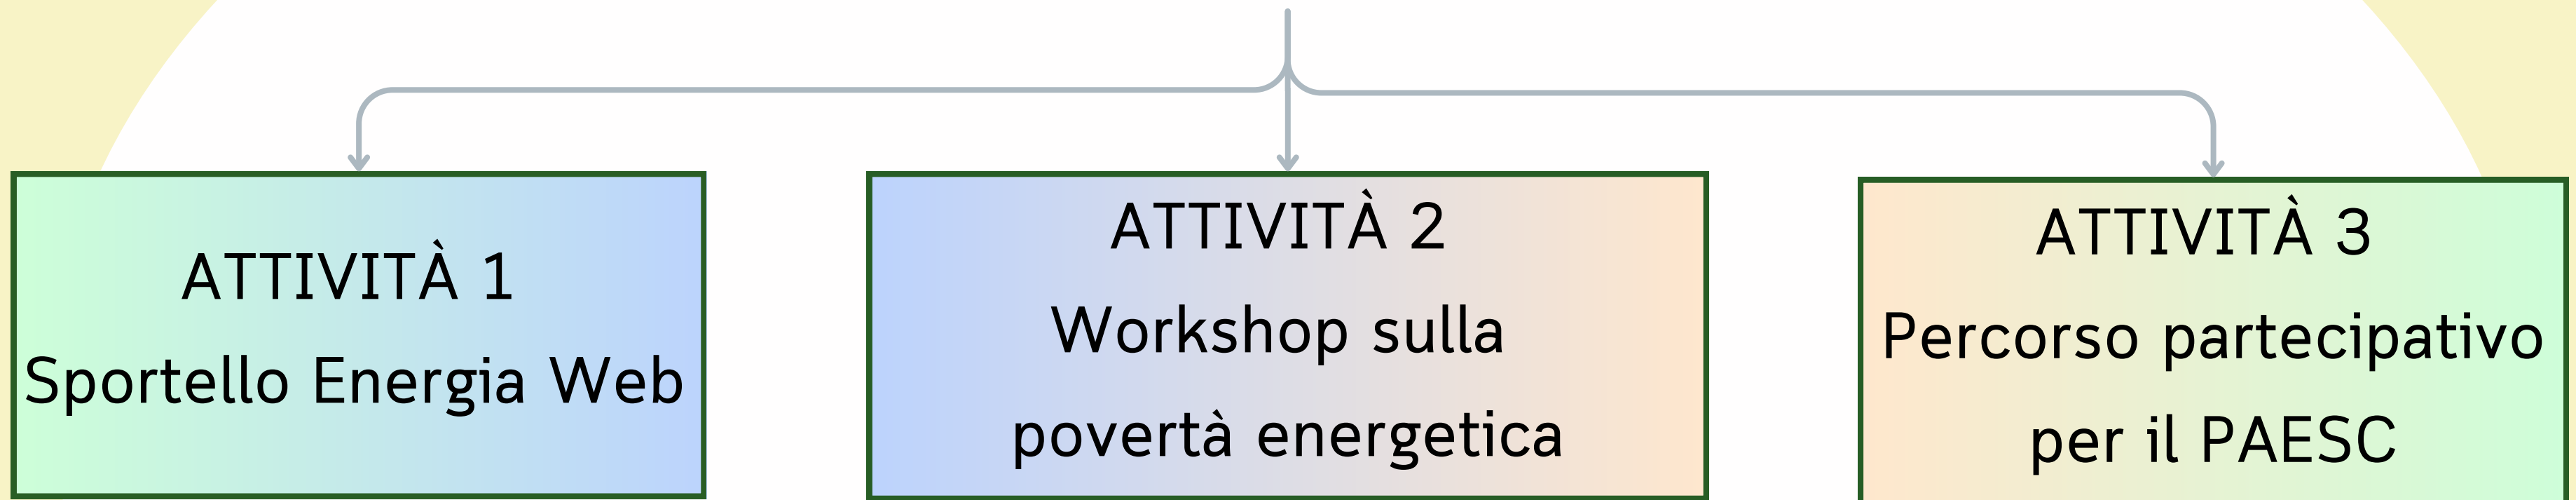 ATTIVITÀ 1
Sportello Energia Web
ATTIVITÀ 2
Workshop sulla
povertà energetica
ATTIVITÀ 3
Percorso partecipativo
per il PAESC